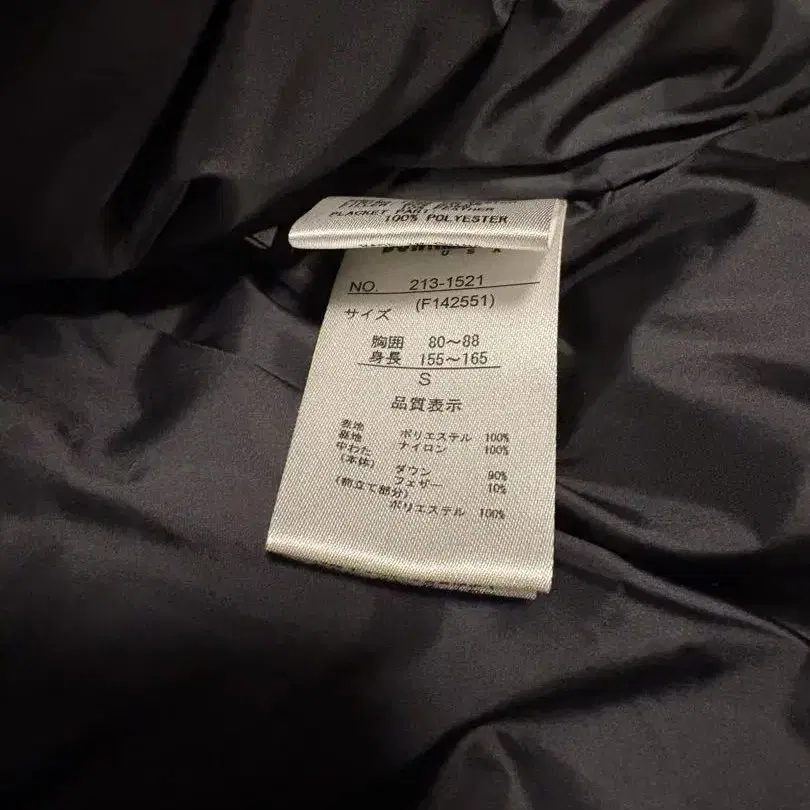 PLACKET PART
100% POLYESTER
USA
NO. 213-1521
サイズ (F142551)
胸囲 80〜88
身長 155〜165
S
品質表示
表地 ポリエステル 100%
裏地 ナイロン 100%
中わた
(本体) ダウン 90%
フェザー 10%
(前立て部分)
ポリエステル 100%